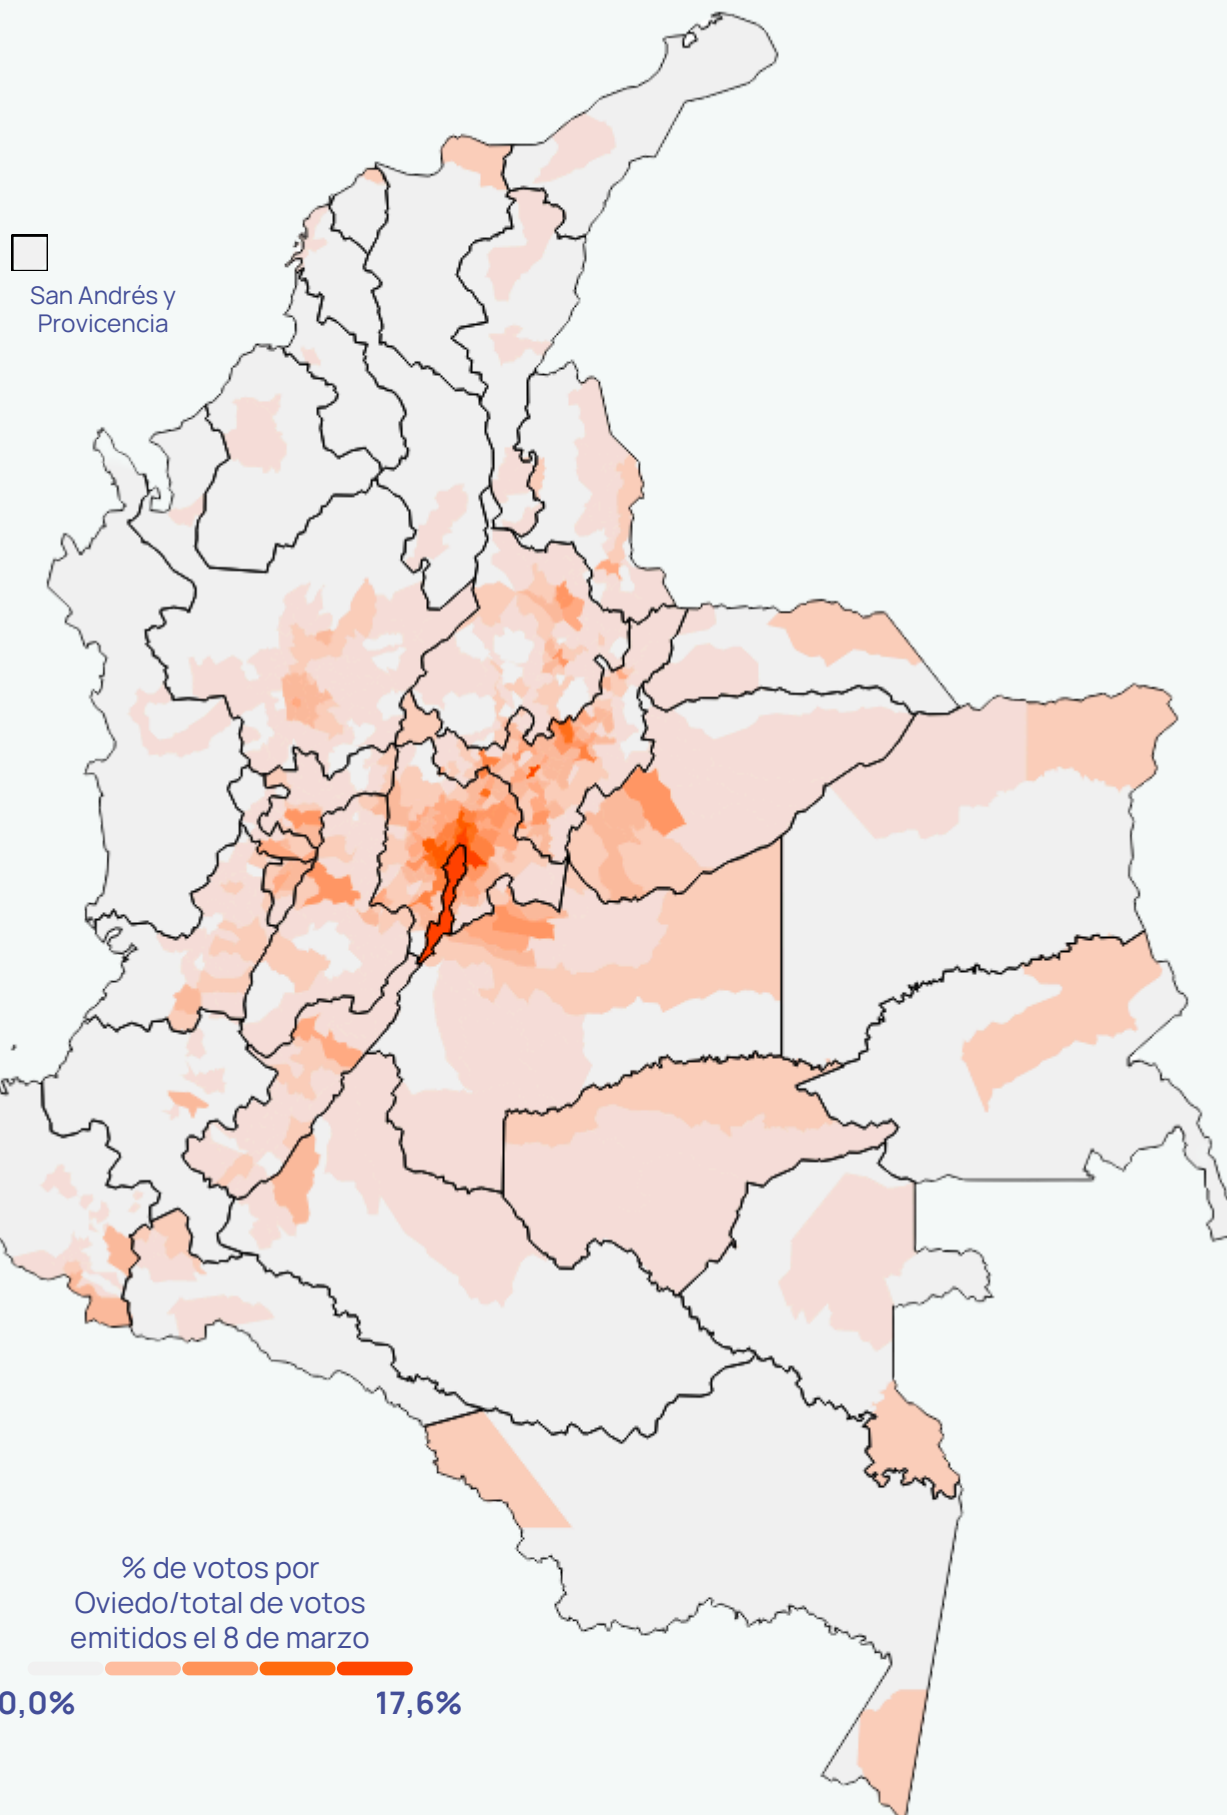 San Andrés y
Provicencia
% de votos por
Oviedo/total de votos
emitidos el 8 de marzo
0,0%
17,6%